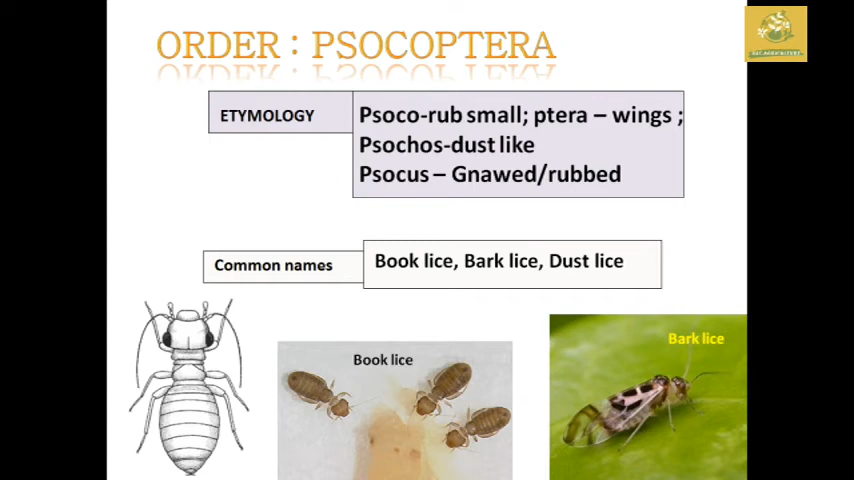 ORDER : PSOCOPTERA
ETYMOLOGY
Psoco-rub small; ptera – wings ;
Psochos-dust like
Psocus – Gnawed/rubbed
Common names
Book lice, Bark lice, Dust lice
Book lice
Bark lice